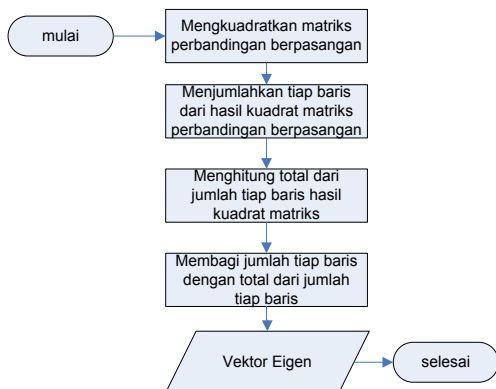 mulai
Mengkuadratkan matriks
perbandingan berpasangan
Menjumlahkan tiap baris
dari hasil kuadrat matriks
perbandingan berpasangan
Menghitung total dari
jumlah tiap baris hasil
kuadrat matriks
Membagi jumlah tiap baris
dengan total dari jumlah
tiap baris
Vektor Eigen
selesai